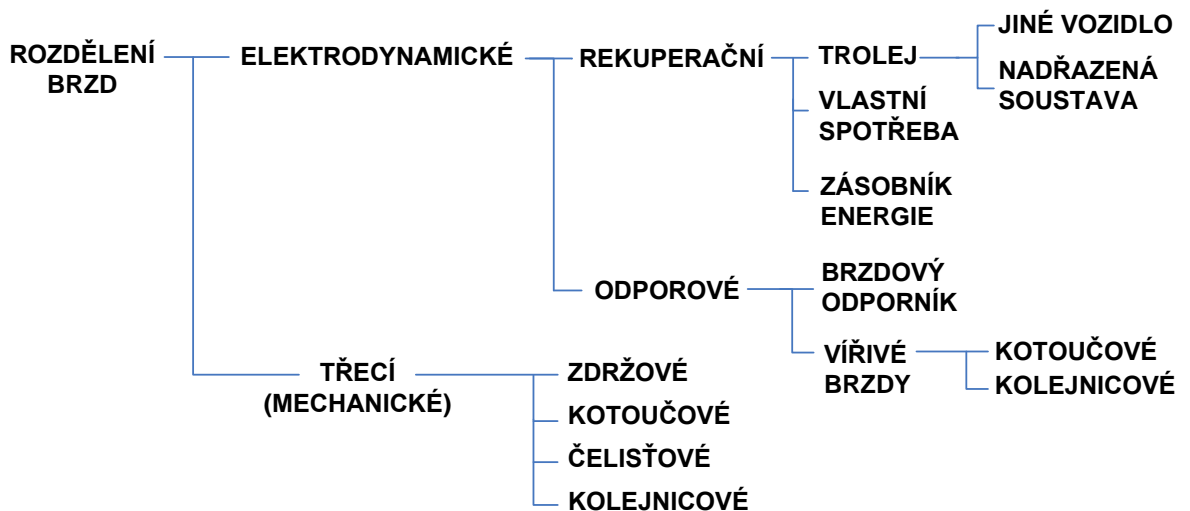 ROZDĚLENÍ
BRZD
ELEKTRODYNAMICKÉ
REKUPERAČNÍ
TROLEJ
JINÉ VOZIDLO
NADŘAZENÁ
SOUSTAVA
VLASTNÍ
SPOTŘEBA
ZÁSOBNÍK
ENERGIE
ODPOROVÉ
BRZDOVÝ
ODPORNÍK
VÍŘIVÉ
BRZDY
KOTOUČOVÉ
KOLEJNICOVÉ
TŘECÍ
(MECHANICKÉ)
ZDRŽOVÉ
KOTOUČOVÉ
ČELISŤOVÉ
KOLEJNICOVÉ